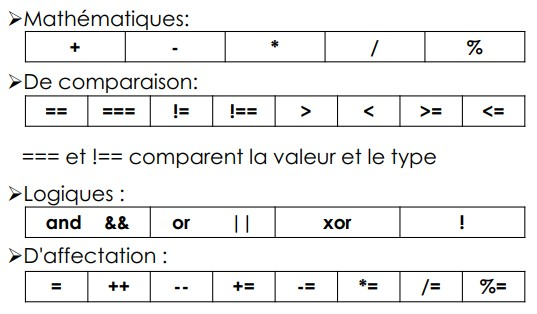 ➢Mathématiques:
+ - * / %
➢De comparaison:
== === != !== > < >= <=
=== et !== comparent la valeur et le type
➢Logiques :
and && or || xor !
➢D'affectation :
= ++ -- += -= *= /= %=